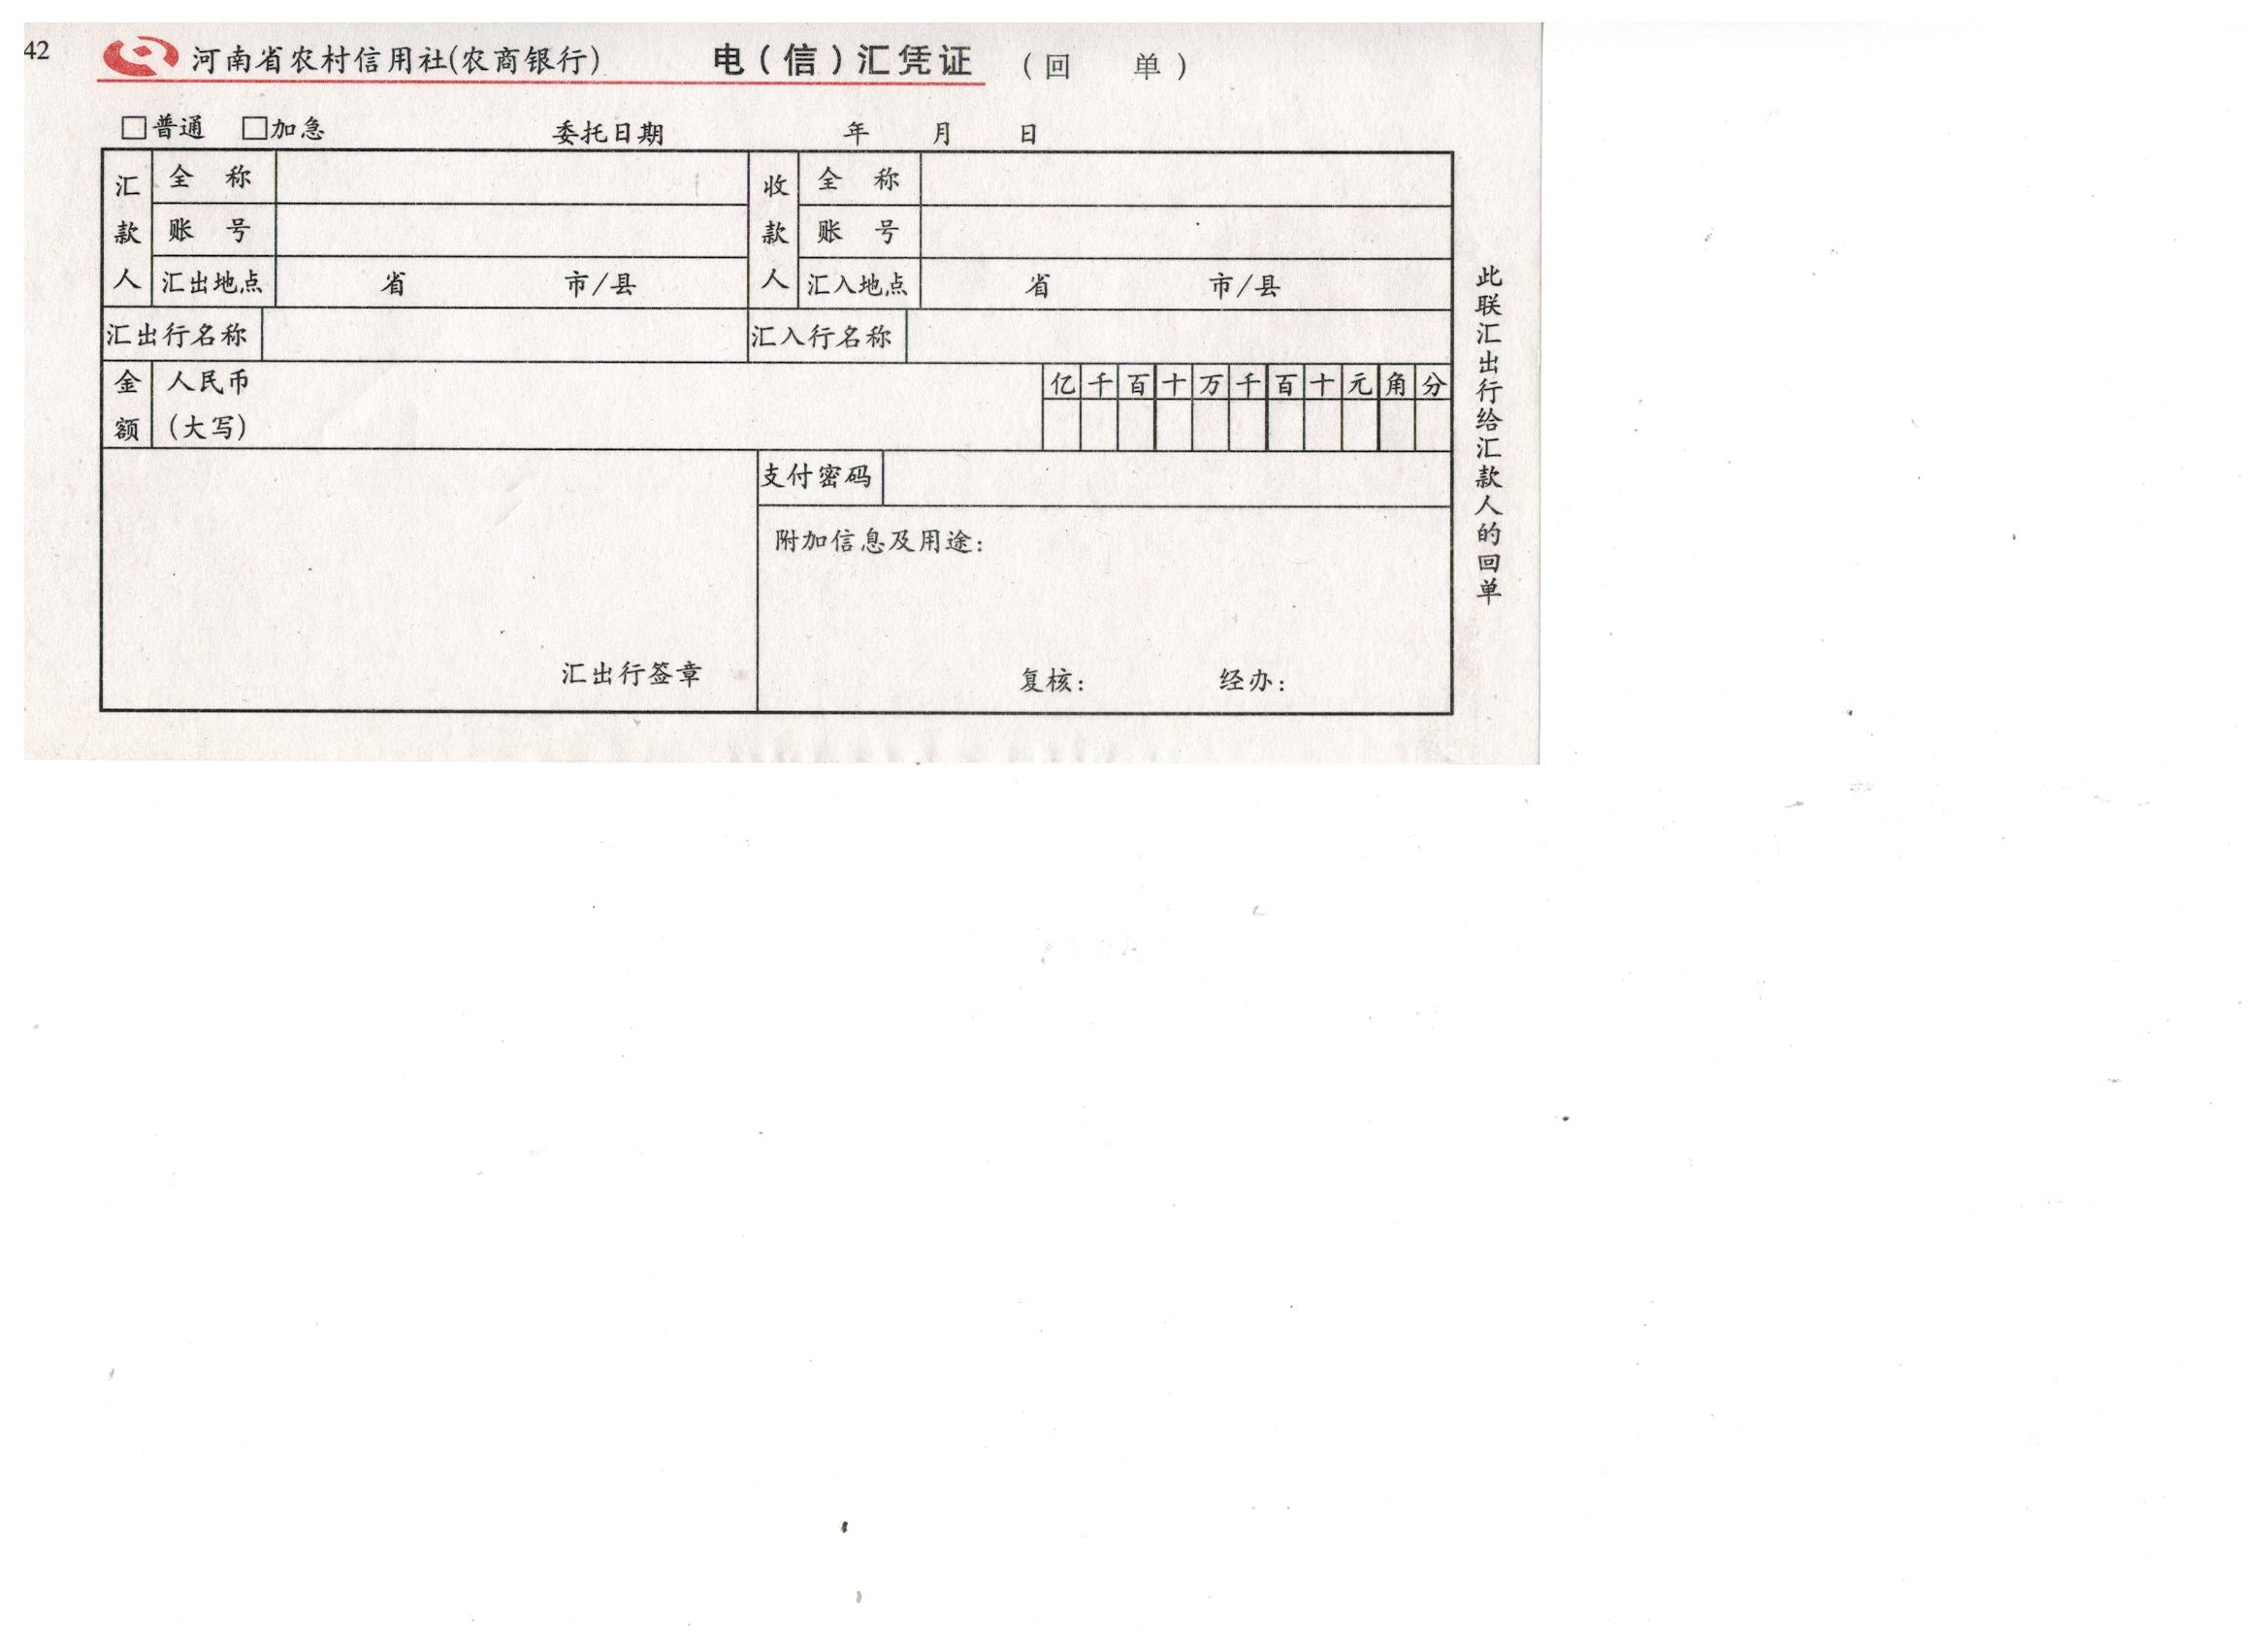 42
河南省农村信用社(农商银行) 电(信)汇凭证 (回 单)
□普通 □加急 委托日期 年 月 日
汇款人 全 称 收款人 全 称
账 号 账 号
汇出地点 省 市/县 汇入地点 省 市/县
汇出行名称 汇入行名称
金额 人民币(大写) 亿 千 百 十 万 千 百 十 元 角 分
支付密码
附加信息及用途:
汇出行签章 复核: 经办:
此联汇出行给汇款人的回单